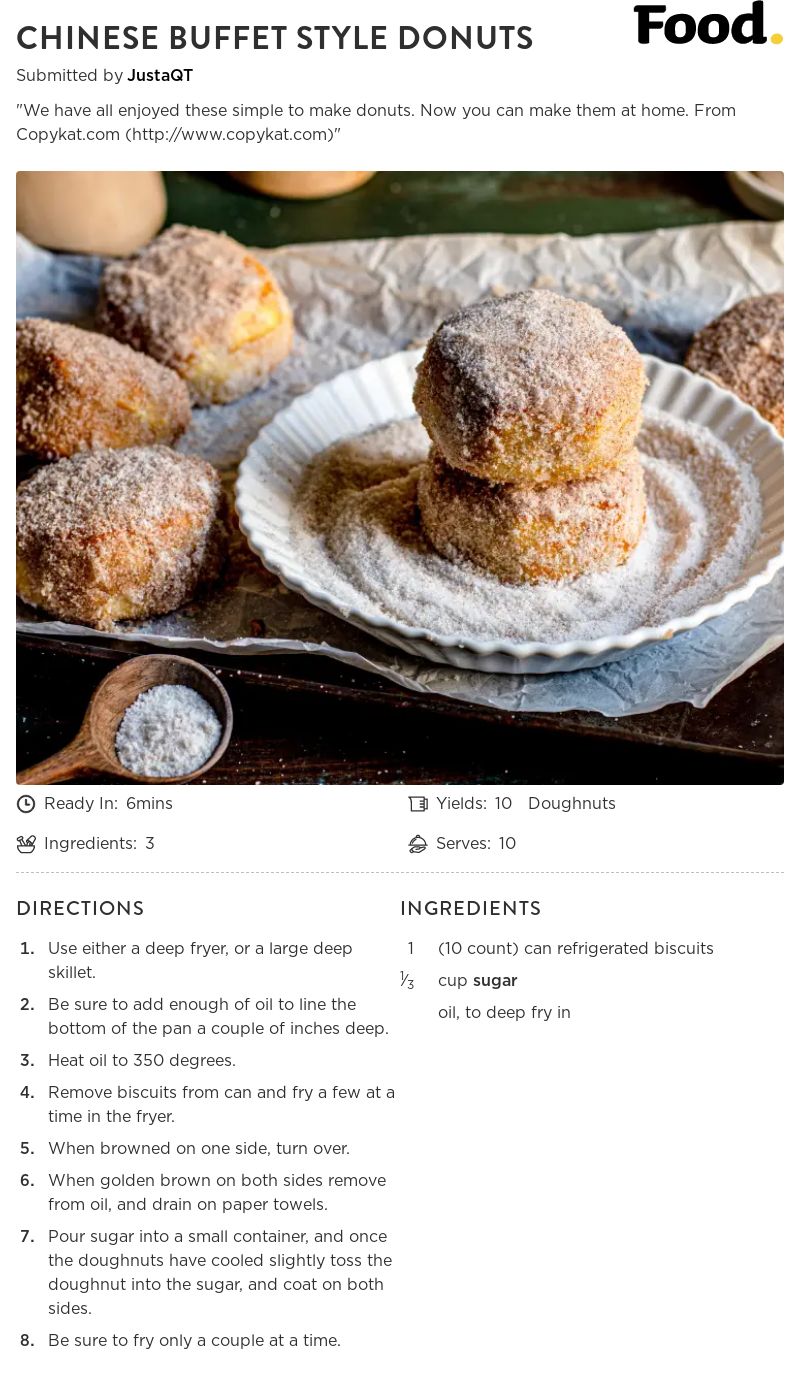 CHINESE BUFFET STYLE DONUTS
Food.
Submitted by JustaQT
"We have all enjoyed these simple to make donuts. Now you can make them at home. From
Copykat.com (http://www.copykat.com)"
Ready In: 6mins
Yields: 10 Doughnuts
Ingredients: 3
Serves: 10
DIRECTIONS
1. Use either a deep fryer, or a large deep
skillet.
2. Be sure to add enough of oil to line the
bottom of the pan a couple of inches deep.
3. Heat oil to 350 degrees.
4. Remove biscuits from can and fry a few at a
time in the fryer.
5. When browned on one side, turn over.
6. When golden brown on both sides remove
from oil, and drain on paper towels.
7. Pour sugar into a small container, and once
the doughnuts have cooled slightly toss the
doughnut into the sugar, and coat on both
sides.
8. Be sure to fry only a couple at a time.
INGREDIENTS
1 (10 count) can refrigerated biscuits
1⁄3 cup sugar
oil, to deep fry in